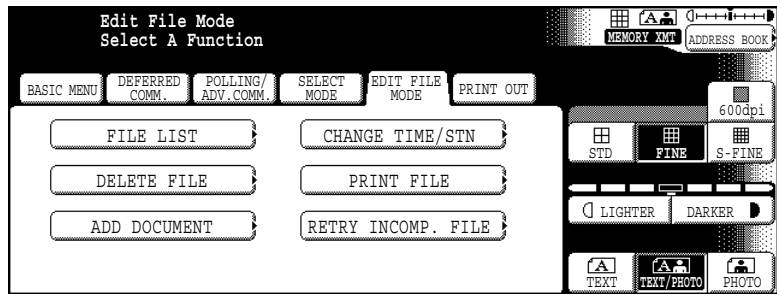 Edit File Mode
Select A Function
MEMORY XMT
ADDRESS BOOK
BASIC MENU
DEFERRED
COMM.
POLLING/
ADV.COMM.
SELECT
MODE
EDIT FILE
MODE
PRINT OUT
600dpi
FILE LIST
CHANGE TIME/STN
STD
FINE
S-FINE
DELETE FILE
PRINT FILE
LIGHTER
DARKER
ADD DOCUMENT
RETRY INCOMP. FILE
A
TEXT
A
TEXT/PHOTO
PHOTO